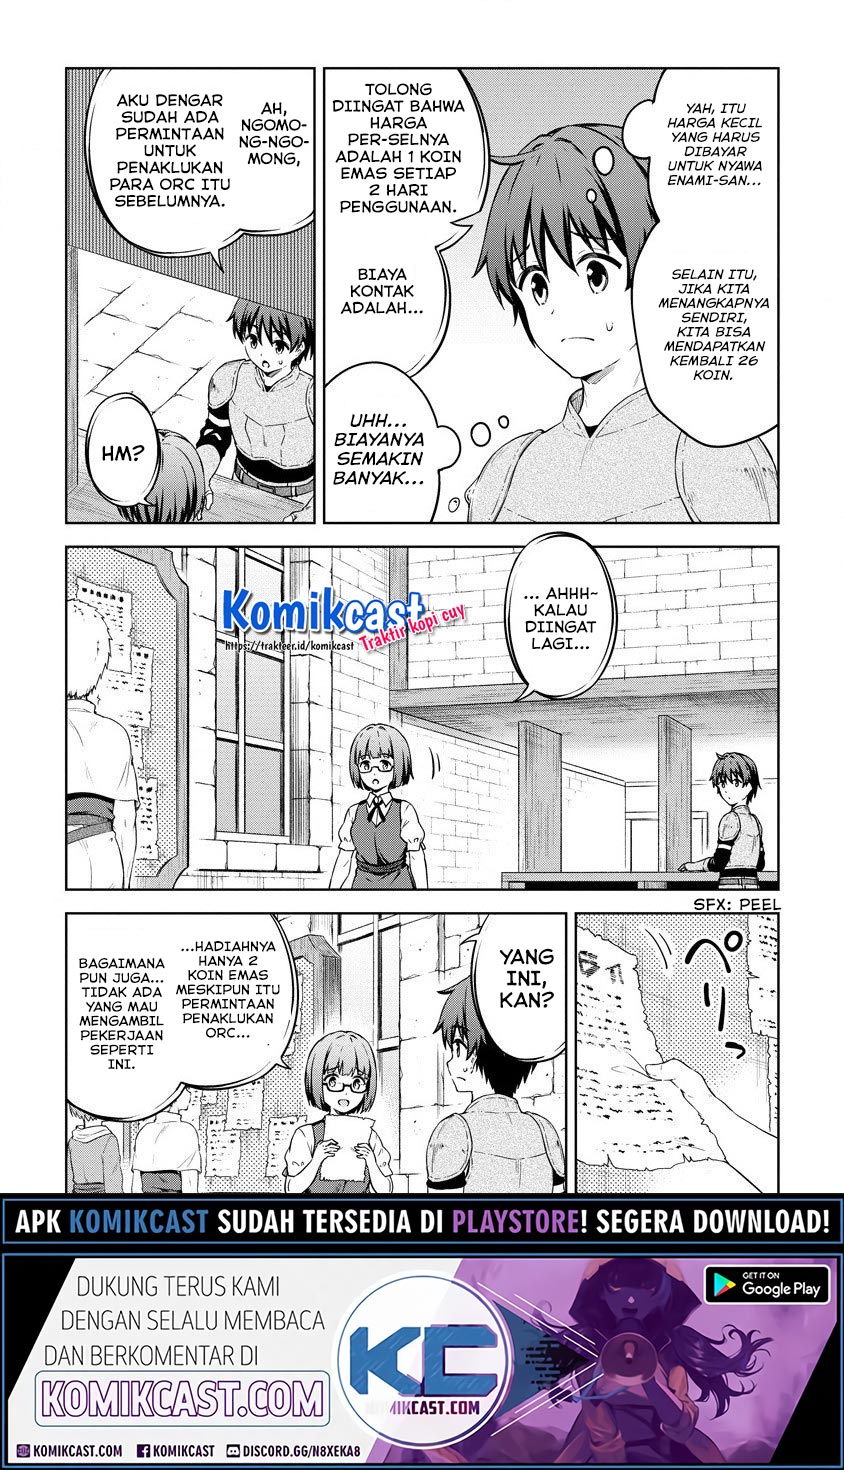 YAH, ITU
HARGA KECIL
YANG HARUS
DIBAYAR
UNTUK NYAWA
ENAMI-SAN...
SELAIN ITU,
JIKA KITA
MENANGKAPNYA
SENDIRI,
KITA BISA
MENDAPATKAN
KEMBALI 26
KOIN.
TOLONG
DIINGAT BAHWA
HARGA
PER-SELNYA
ADALAH 1 KOIN
EMAS SETIAP
2 HARI
PENGGUNAAN.
BIAYA
KONTAK
ADALAH...
UHH...
BIAYANYA
SEMAKIN
BANYAK...
AH,
NGOMO-
NG-NGO-
MONG,
AKU DENGAR
SUDAH ADA
PERMINTAAN
UNTUK
PENAKLUKAN
PARA ORC ITU
SEBELUMNYA.
HM?
... AHHH~
KALAU
DIINGAT
LAGI...
Komikcast
Traktir kopi cuy
https://trakteer.id/komikcast
SFX: PEEL
ペリッ
YANG
INI,
KAN?
...HADIAHNYA
HANYA 2
KOIN EMAS
MESKIPUN ITU
PERMINTAAN
PENAKLUKAN
ORC...
BAGAIMANA
PUN JUGA...
TIDAK ADA
YANG MAU
MENGAMBIL
PEKERJAAN
SEPERTI
INI.
APK KOMIKCAST SUDAH TERSEDIA DI PLAYSTORE! SEGERA DOWNLOAD!
DUKUNG TERUS KAMI
DENGAN SELALU MEMBACA
DAN BERKOMENTAR DI
KOMIKCAST.COM
KOMIKCAST.COM
KOMIKCAST
DISCORD.GG/N8XEKA8
KC
KOMIKCAST.COM
GET IT ON
Google Play